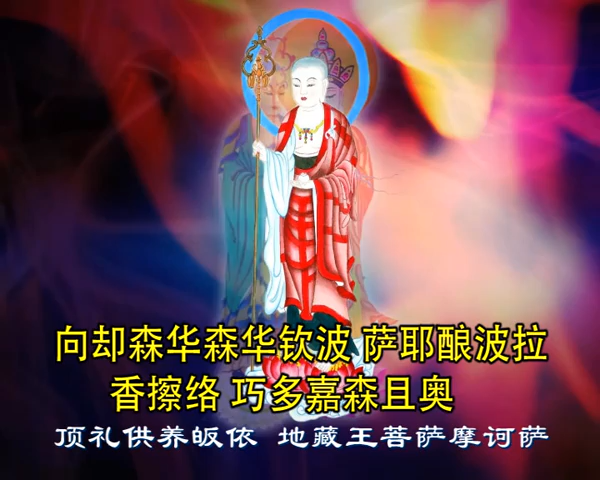 向却森华森华钦波 萨耶酿波拉
香擦络 巧多嘉森且奥
顶礼供养皈依 地藏王菩萨摩诃萨